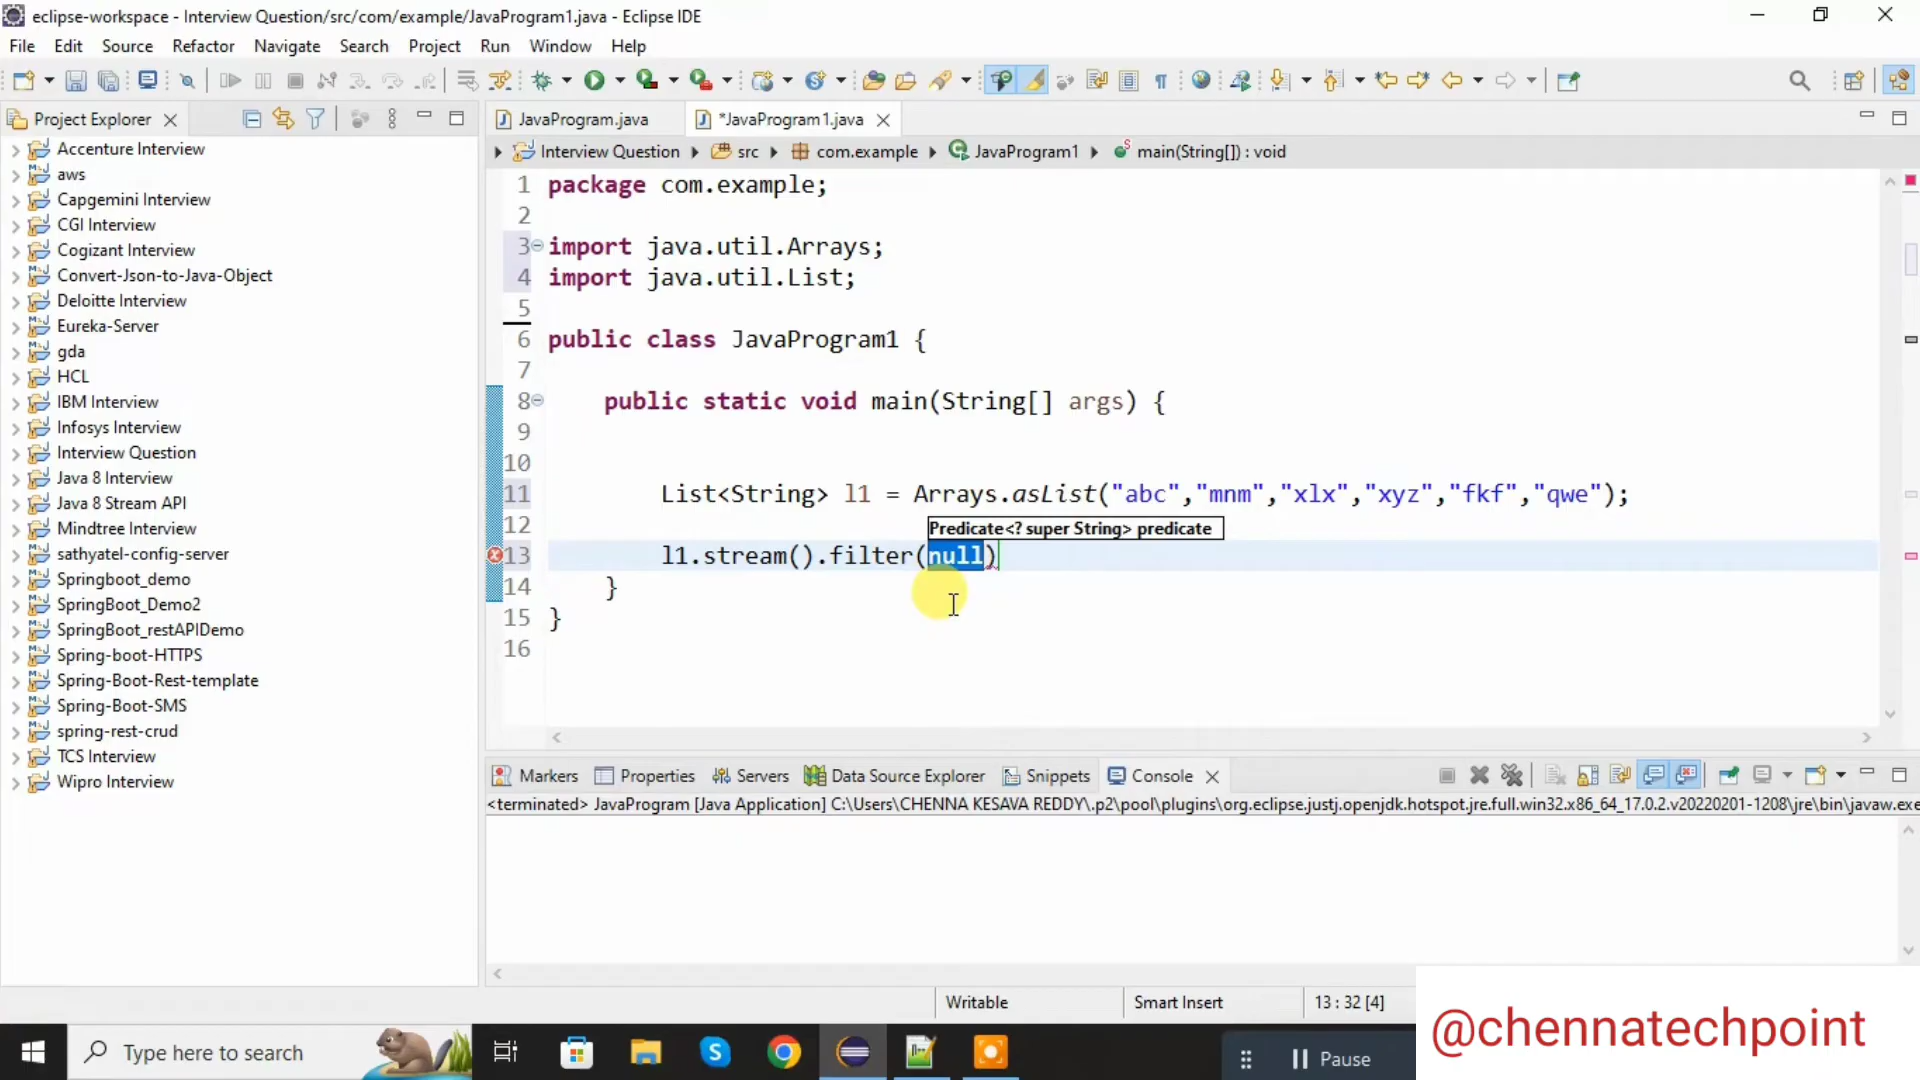 eclipse-workspace - Interview Question/src/com/example/JavaProgram1.java - Eclipse IDE
File Edit Source Refactor Navigate Search Project Run Window Help
Project Explorer
JavaProgram.java
*JavaProgram1.java
Interview Question
src
com.example
JavaProgram1
main(String[]) : void
Accenture Interview
aws
Capgemini Interview
CGI Interview
Cogizant Interview
Convert-Json-to-Java-Object
Deloitte Interview
Eureka-Server
gda
HCL
IBM Interview
Infosys Interview
Interview Question
Java 8 Interview
Java 8 Stream API
Mindtree Interview
sathyatel-config-server
Springboot_demo
SpringBoot_Demo2
SpringBoot_restAPIDemo
Spring-boot-HTTPS
Spring-Boot-Rest-template
Spring-Boot-SMS
spring-rest-crud
TCS Interview
Wipro Interview
1 package com.example;
2
3 import java.util.Arrays;
4 import java.util.List;
5
6 public class JavaProgram1 {
7
8 public static void main(String[] args) {
9
10
11 List<String> l1 = Arrays.asList("abc","mnm","xlx","xyz","fkf","qwe");
12
Predicate<? super String> predicate
13 l1.stream().filter(null)
14 }
15 }
16
Markers Properties Servers Data Source Explorer Snippets Console
<terminated> JavaProgram [Java Application] C:\Users\CHENNA KESAVA REDDY\.p2\pool\plugins\org.eclipse.justj.openjdk.hotspot.jre.full.win32.x86_64_17.0.2.v20220201-1208\jre\bin\javaw.exe
Writable
Smart Insert
13 : 32 [4]
@chennatechpoint
Type here to search
Pause